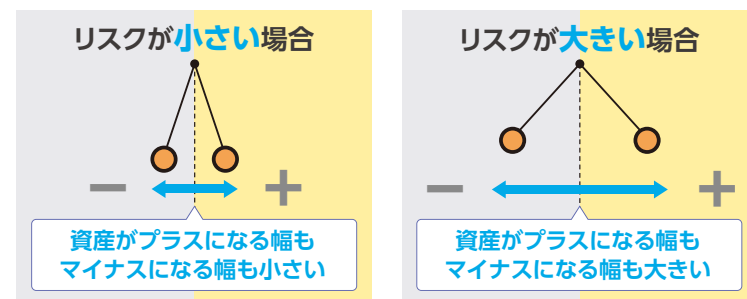 リスクが小さい場合
− +
資産がプラスになる幅も
マイナスになる幅も小さい
リスクが大きい場合
− +
資産がプラスになる幅も
マイナスになる幅も大きい